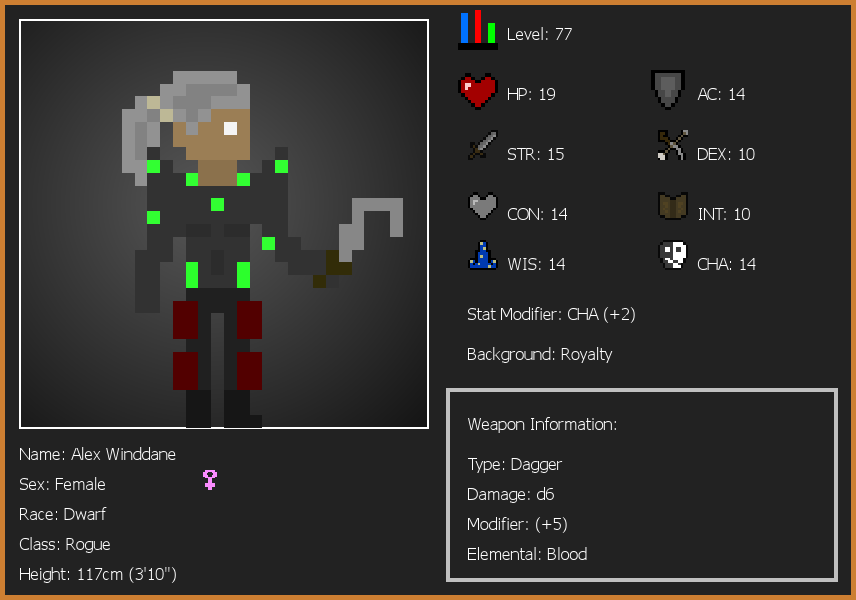 Level: 77
HP: 19
AC: 14
STR: 15
DEX: 10
CON: 14
INT: 10
WIS: 14
CHA: 14
Stat Modifier: CHA (+2)
Background: Royalty
Weapon Information:
Type: Dagger
Damage: d6
Modifier: (+5)
Elemental: Blood
Name: Alex Winddane
Sex: Female
Race: Dwarf
Class: Rogue
Height: 117cm (3'10")